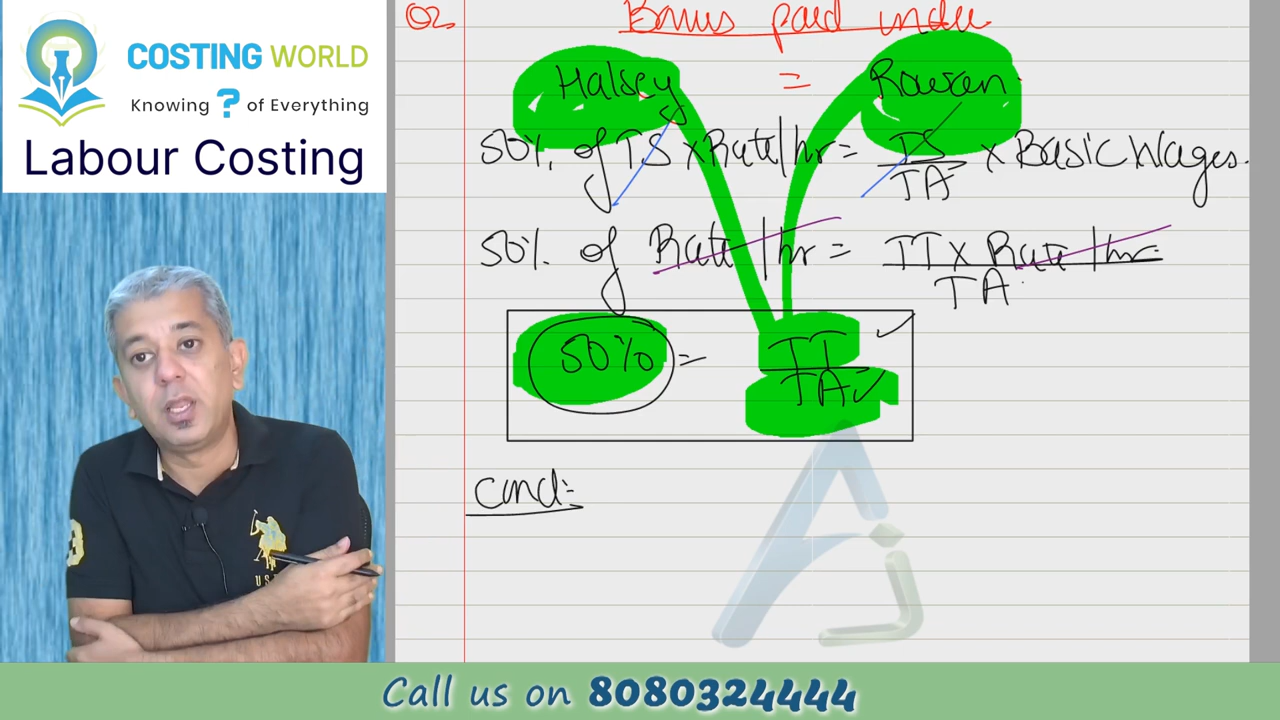 COSTING WORLD
Knowing ? of Everything
Labour Costing
Q2. Bonus paid under
Halsey = Rowan.
50% of TS x Rate/hr = TS/TA x Basic Wages.
50% of Rate/hr = TT x Rate/hr / TA.
50% = TT/TA
Cond:
Call us on 8080324444